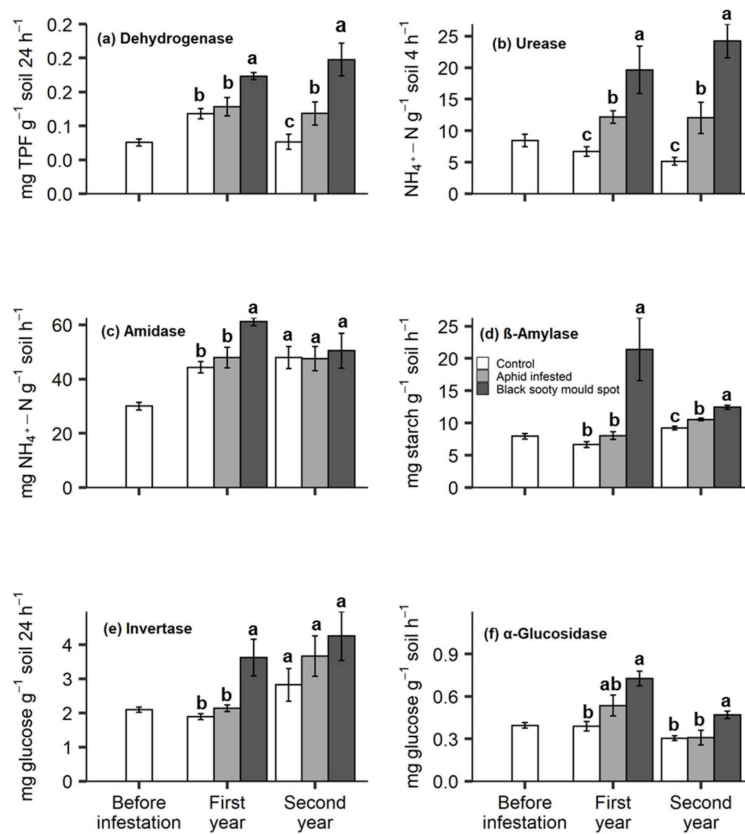 (a) Dehydrogenase
mg TPF g⁻¹ soil 24 h⁻¹
0.2
0.2
0.1
0.0
0.0
b b a
c b a
(b) Urease
NH₄⁺–N g⁻¹ soil 4 h⁻¹
25
20
15
10
5
0
c b a
c b a
(c) Amidase
mg NH₄⁺–N g⁻¹ soil h⁻¹
60
40
20
0
b b a
a a a
(d) ß-Amylase
mg starch g⁻¹ soil h⁻¹
25
20
15
10
5
0
Control
Aphid infested
Black sooty mould spot
b b a
c b a
(e) Invertase
mg glucose g⁻¹ soil 24 h⁻¹
4
3
2
1
0
b b a
a a a
Before
infestation
First
year
Second
year
(f) α-Glucosidase
mg glucose g⁻¹ soil h⁻¹
0.9
0.6
0.3
0.0
b ab a
b b a
Before
infestation
First
year
Second
year